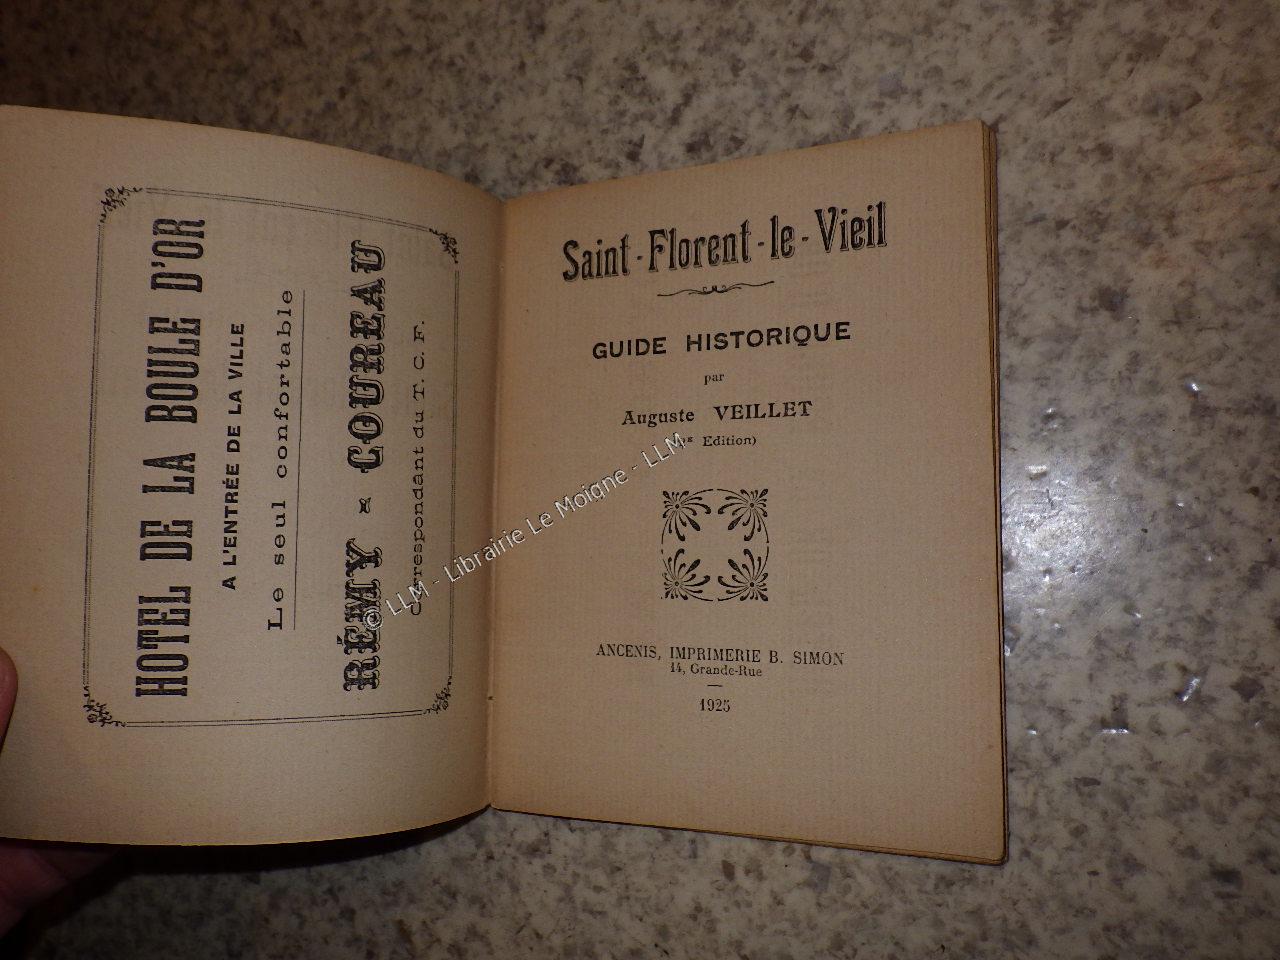 HOTEL DE LA BOULE D'OR
A L'ENTRÉE DE LA VILLE
Le seul confortable
RÉMY - COUREAU
Correspondant du T. C. F.
Saint-Florent-le-Vieil
GUIDE HISTORIQUE
par
Auguste VEILLET
Edition)
ANCENIS, IMPRIMERIE B. SIMON
14, Grande-Rue
1925
© LLM - Librairie Le Moigne - LLM